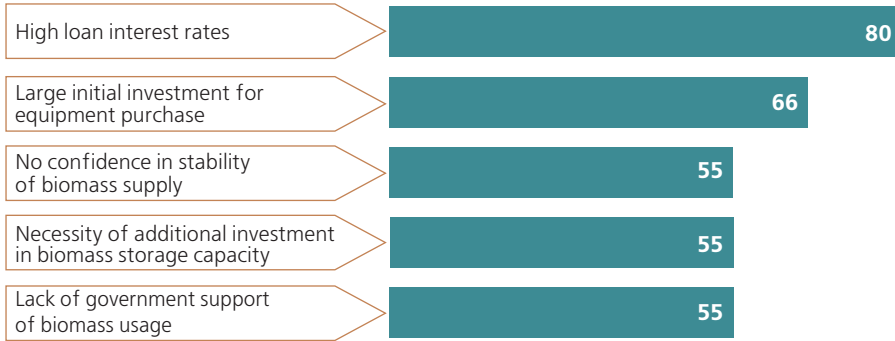 High loan interest rates
80
Large initial investment for
equipment purchase
66
No confidence in stability
of biomass supply
55
Necessity of additional investment
in biomass storage capacity
55
Lack of government support
of biomass usage
55